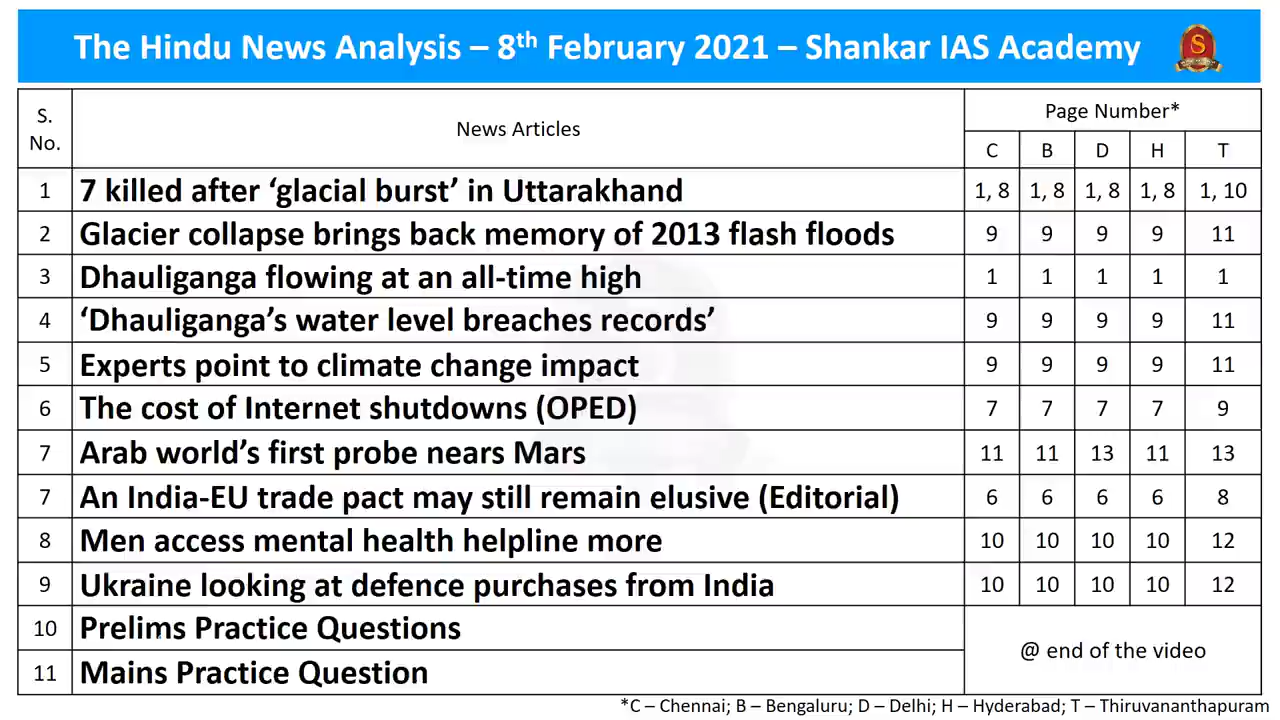 The Hindu News Analysis – 8th February 2021 – Shankar IAS Academy
S
S. No. News Articles Page Number*
C B D H T
1 7 killed after ‘glacial burst’ in Uttarakhand 1, 8 1, 8 1, 8 1, 8 1, 10
2 Glacier collapse brings back memory of 2013 flash floods 9 9 9 9 11
3 Dhauliganga flowing at an all-time high 1 1 1 1 1
4 ‘Dhauliganga’s water level breaches records’ 9 9 9 9 11
5 Experts point to climate change impact 9 9 9 9 11
6 The cost of Internet shutdowns (OPED) 7 7 7 7 9
7 Arab world’s first probe nears Mars 11 11 13 11 13
7 An India-EU trade pact may still remain elusive (Editorial) 6 6 6 6 8
8 Men access mental health helpline more 10 10 10 10 12
9 Ukraine looking at defence purchases from India 10 10 10 10 12
10 Prelims Practice Questions
@ end of the video
11 Mains Practice Question
*C – Chennai; B – Bengaluru; D – Delhi; H – Hyderabad; T – Thiruvananthapuram